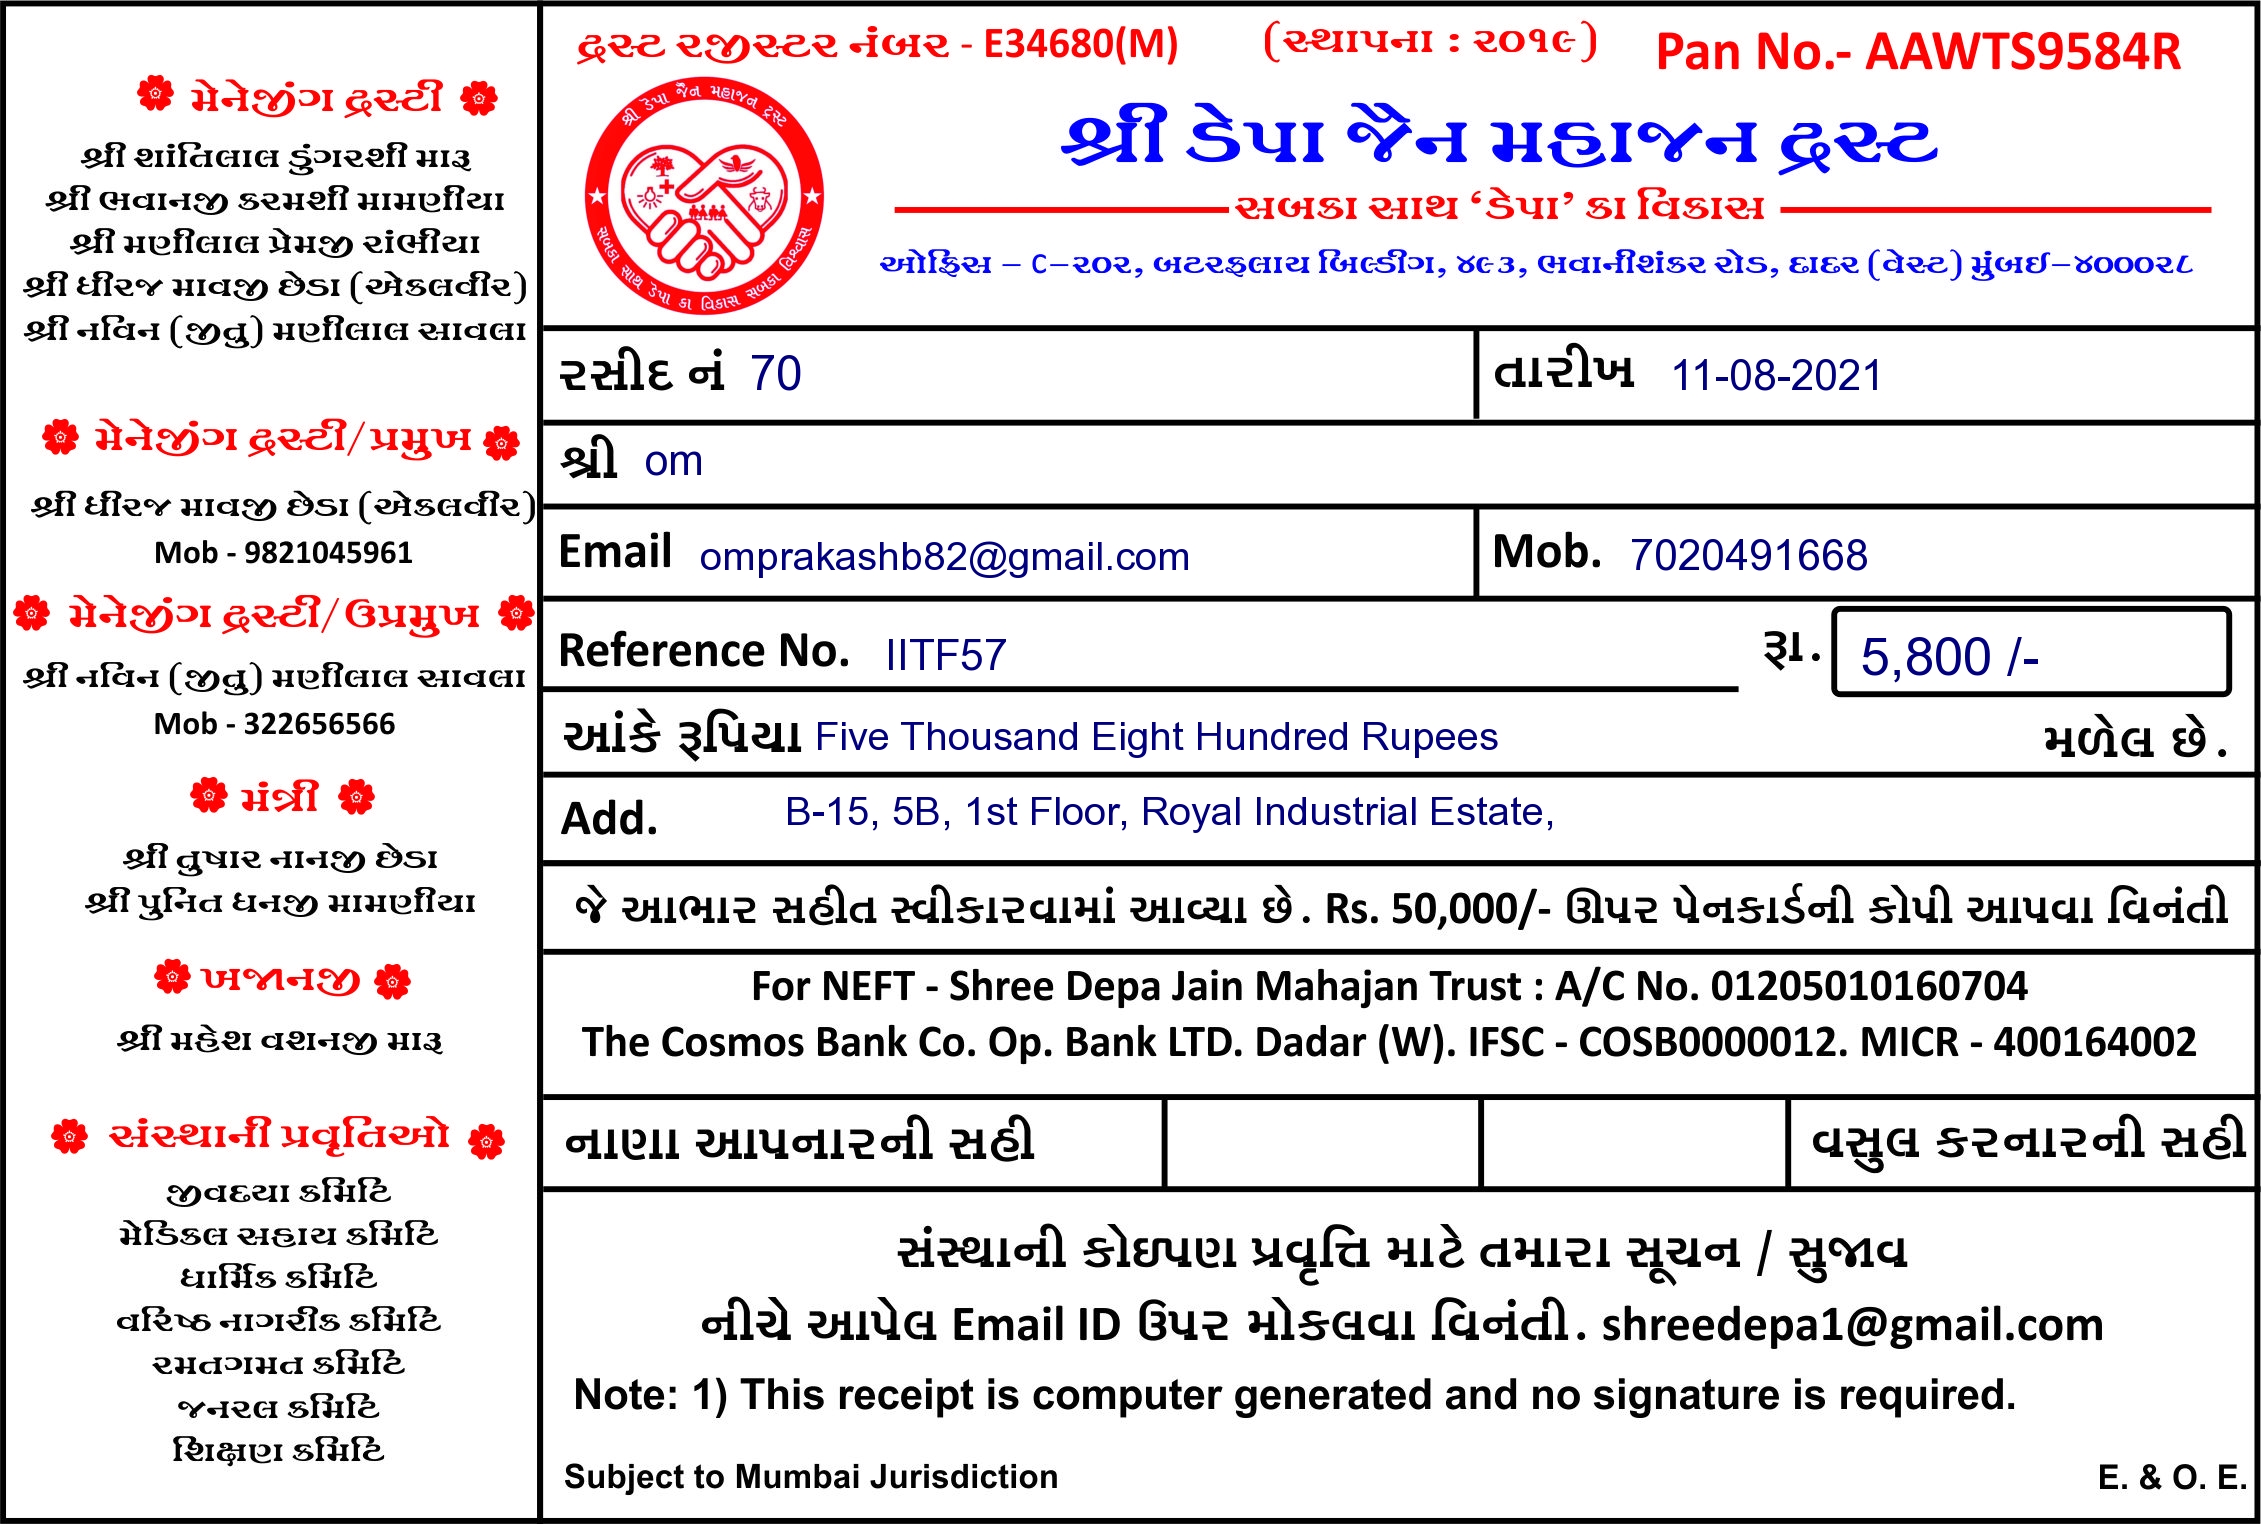 મેનેજીંગ ટ્રસ્ટી
શ્રી શાંતિલાલ ડુંગરશી મારૂ
શ્રી ભવાનજી કરમશી મામણીયા
શ્રી મણીલાલ પ્રેમજી રાંભીયા
શ્રી ધીરજ માવજી છેડા (એકલવીર)
શ્રી નવિન (જીતુ) મણીલાલ સાવલા
મેનેજીંગ ટ્રસ્ટી/પ્રમુખ
શ્રી ધીરજ માવજી છેડા (એકલવીર)
Mob - 9821045961
મેનેજીંગ ટ્રસ્ટી/ઉપ્રમુખ
શ્રી નવિન (જીતુ) મણીલાલ સાવલા
Mob - 322656566
મંત્રી
શ્રી તુષાર નાનજી છેડા
શ્રી પુનિત ધનજી મામણીયા
ખજાનજી
શ્રી મહેશ વશનજી મારૂ
સંસ્થાની પ્રવૃતિઓ
જીવદયા કમિટિ
મેડિકલ સહાય કમિટિ
ધાર્મિક કમિટિ
વરિષ્ઠ નાગરીક કમિટિ
રમતગમત કમિટિ
જનરલ કમિટિ
શિક્ષણ કમિટિ
ટ્રસ્ટ રજીસ્ટર નંબર - E34680(M) (સ્થાપના : ૨૦૧૯) Pan No.- AAWTS9584R
શ્રી ડેપા જૈન મહાજન ટ્રસ્ટ
સબકા સાથ ડેપા કા વિકાસ સબકા વિશ્વાસ
શ્રી ડેપા જૈન મહાજન ટ્રસ્ટ
સબકા સાથ ‘ડેપા’ કા વિકાસ
ઓફિસ – C–૨૦૨, બટરફલાય બિલ્ડીંગ, ૪૯૩, ભવાનીશંકર રોડ, દાદર (વેસ્ટ) મુંબઈ–૪૦૦૦૨૮
રસીદ નં 70 તારીખ 11-08-2021
શ્રી om
Email omprakashb82@gmail.com Mob. 7020491668
Reference No. IITF57 રૂા. 5,800 /-
આંકે રૂપિયા Five Thousand Eight Hundred Rupees મળેલ છે.
Add. B-15, 5B, 1st Floor, Royal Industrial Estate,
જે આભાર સહીત સ્વીકારવામાં આવ્યા છે. Rs. 50,000/- ઊપર પેનકાર્ડની કોપી આપવા વિનંતી
For NEFT - Shree Depa Jain Mahajan Trust : A/C No. 01205010160704
The Cosmos Bank Co. Op. Bank LTD. Dadar (W). IFSC - COSB0000012. MICR - 400164002
નાણા આપનારની સહી વસુલ કરનારની સહી
સંસ્થાની કોઇપણ પ્રવૃત્તિ માટે તમારા સૂચન / સુજાવ
નીચે આપેલ Email ID ઉપર મોકલવા વિનંતી. shreedepa1@gmail.com
Note: 1) This receipt is computer generated and no signature is required.
Subject to Mumbai Jurisdiction E. & O. E.